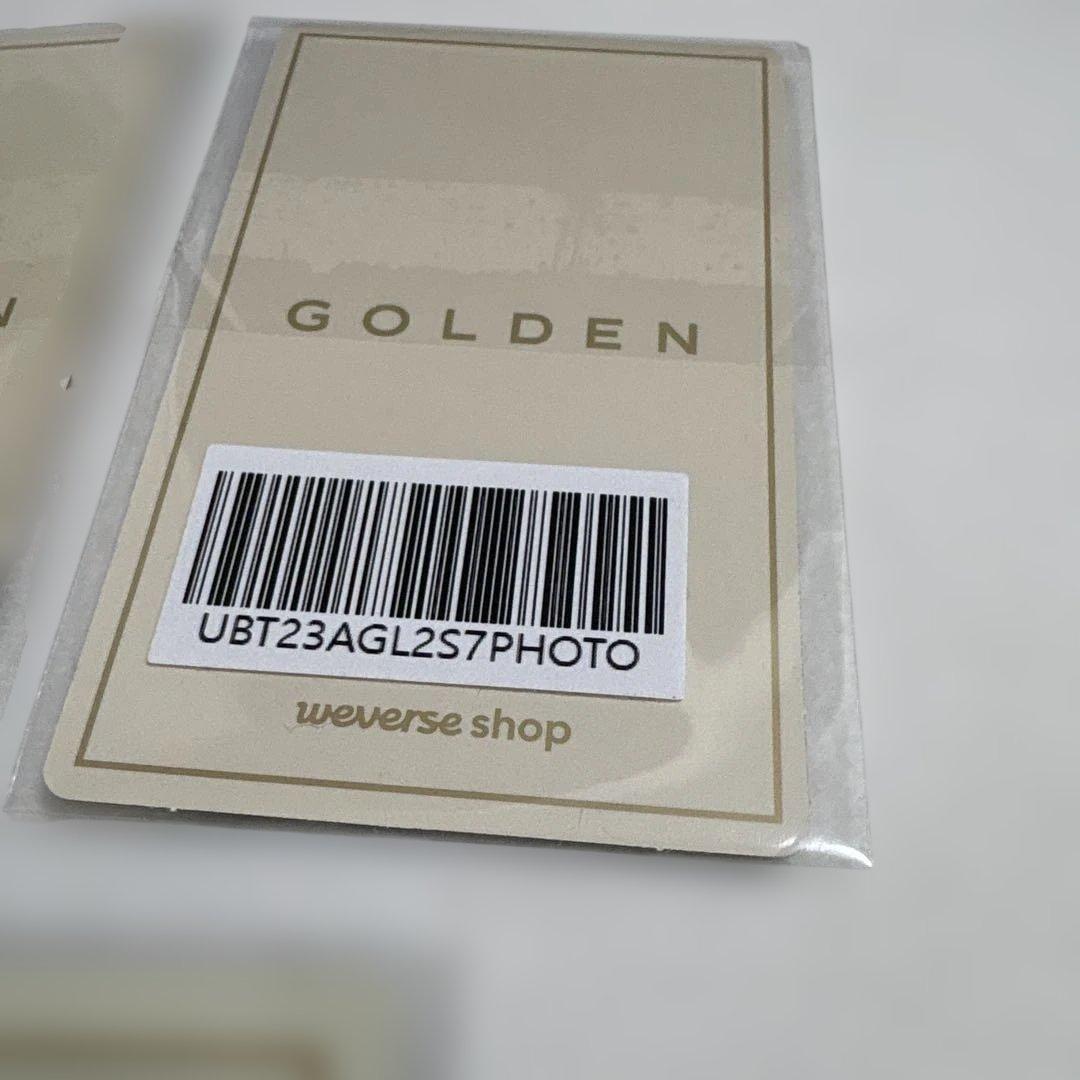 GOLDEN
UBT23AGL2S7PHOTO
weverse shop
N